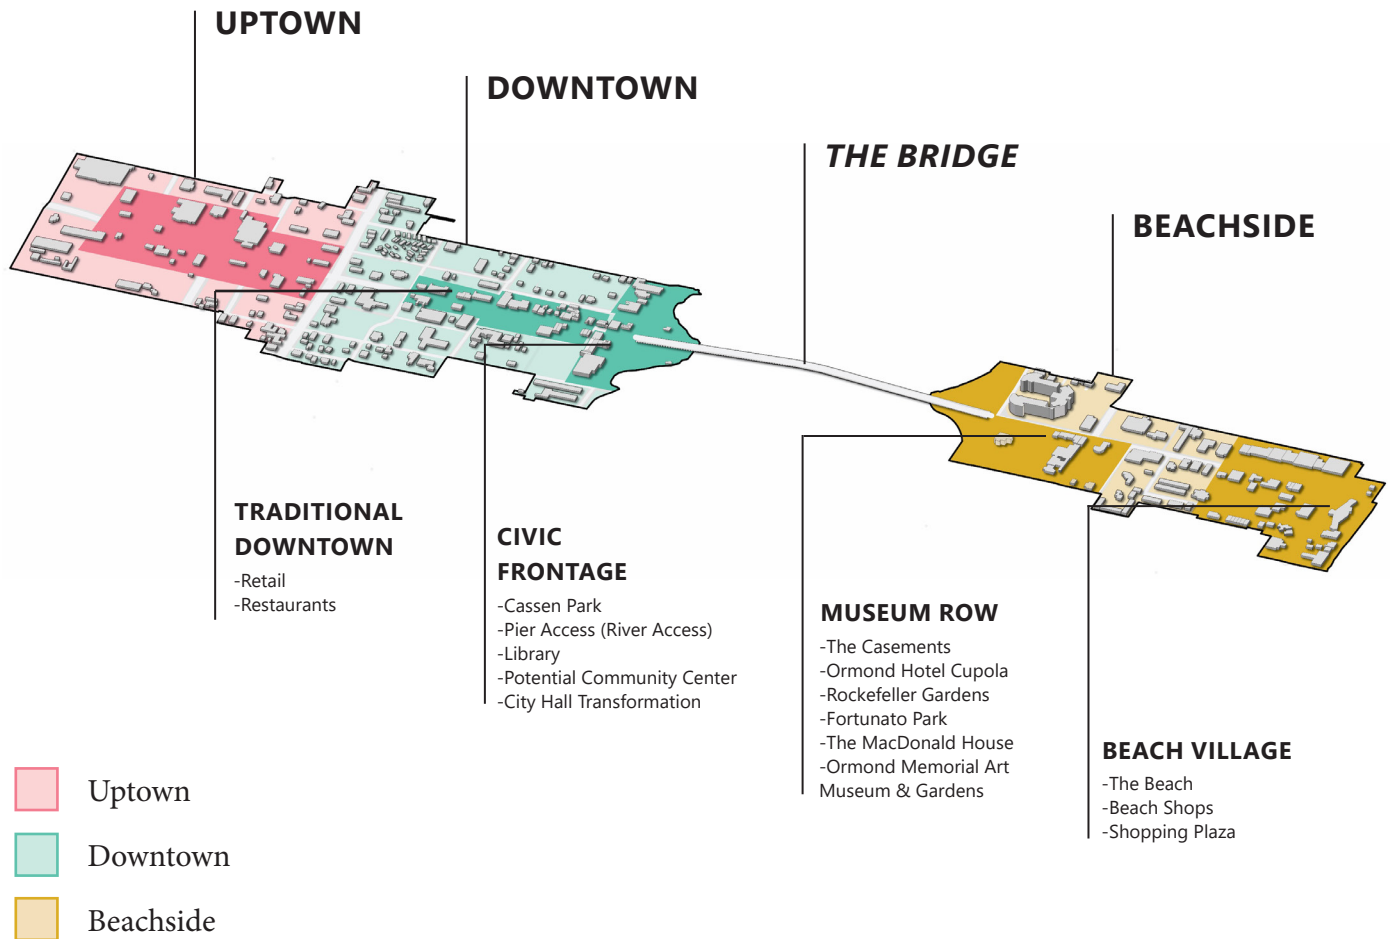 UPTOWN
DOWNTOWN
THE BRIDGE
BEACHSIDE
TRADITIONAL
DOWNTOWN
-Retail
-Restaurants
CIVIC
FRONTAGE
-Cassen Park
-Pier Access (River Access)
-Library
-Potential Community Center
-City Hall Transformation
MUSEUM ROW
-The Casements
-Ormond Hotel Cupola
-Rockefeller Gardens
-Fortunato Park
-The MacDonald House
-Ormond Memorial Art
Museum & Gardens
BEACH VILLAGE
-The Beach
-Beach Shops
-Shopping Plaza
Uptown
Downtown
Beachside